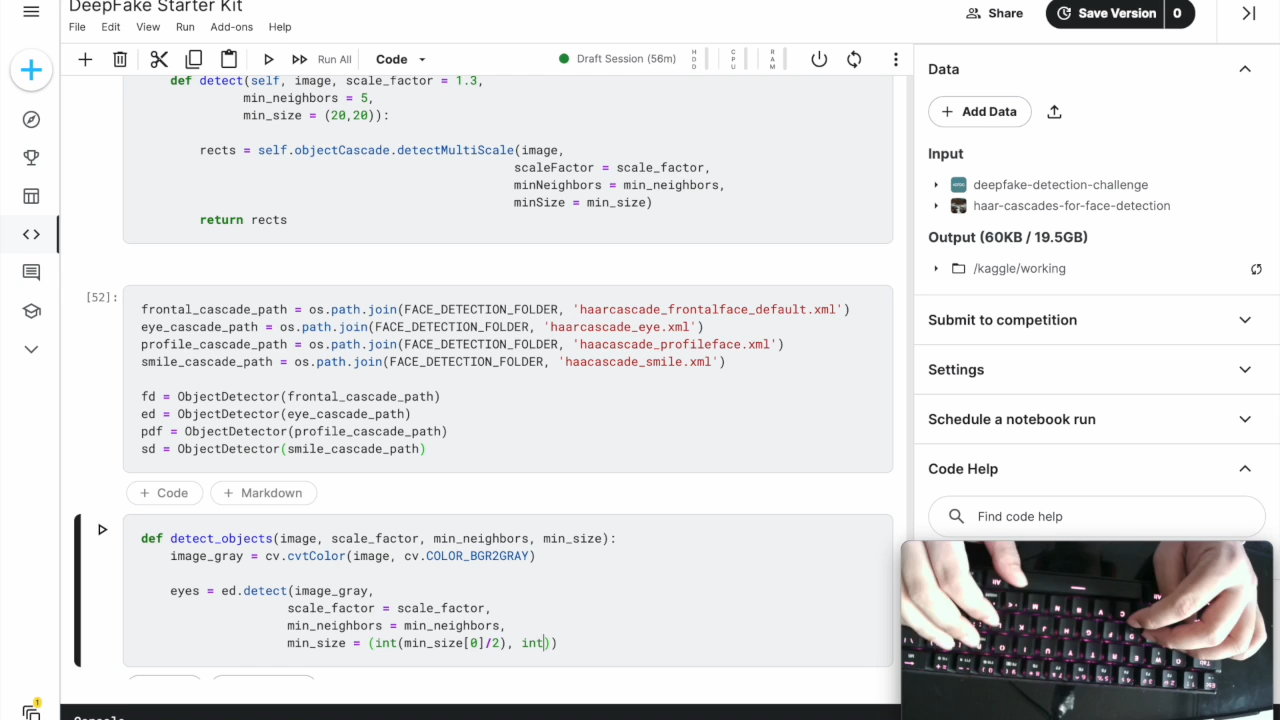 DeepFake Starter Kit
File Edit View Run Add-ons Help
Share
Save Version 0
Run All
Code
Draft Session (56m)
HDD
CPU
RAM
def detect(self, image, scale_factor = 1.3,
min_neighbors = 5,
min_size = (20,20)):
rects = self.objectCascade.detectMultiScale(image,
scaleFactor = scale_factor,
minNeighbors = min_neighbors,
minSize = min_size)
return rects
[52]:
frontal_cascade_path = os.path.join(FACE_DETECTION_FOLDER, 'haarcascade_frontalface_default.xml')
eye_cascade_path = os.path.join(FACE_DETECTION_FOLDER, 'haarcascade_eye.xml')
profile_cascade_path = os.path.join(FACE_DETECTION_FOLDER, 'haacascade_profileface.xml')
smile_cascade_path = os.path.join(FACE_DETECTION_FOLDER, 'haacascade_smile.xml')
fd = ObjectDetector(frontal_cascade_path)
ed = ObjectDetector(eye_cascade_path)
pdf = ObjectDetector(profile_cascade_path)
sd = ObjectDetector(smile_cascade_path)
+ Code + Markdown
def detect_objects(image, scale_factor, min_neighbors, min_size):
image_gray = cv.cvtColor(image, cv.COLOR_BGR2GRAY)
eyes = ed.detect(image_gray,
scale_factor = scale_factor,
min_neighbors = min_neighbors,
min_size = (int(min_size[0]/2), int))
Data
+ Add Data
Input
deepfake-detection-challenge
haar-cascades-for-face-detection
Output (60KB / 19.5GB)
/kaggle/working
Submit to competition
Settings
Schedule a notebook run
Code Help
Find code help
1